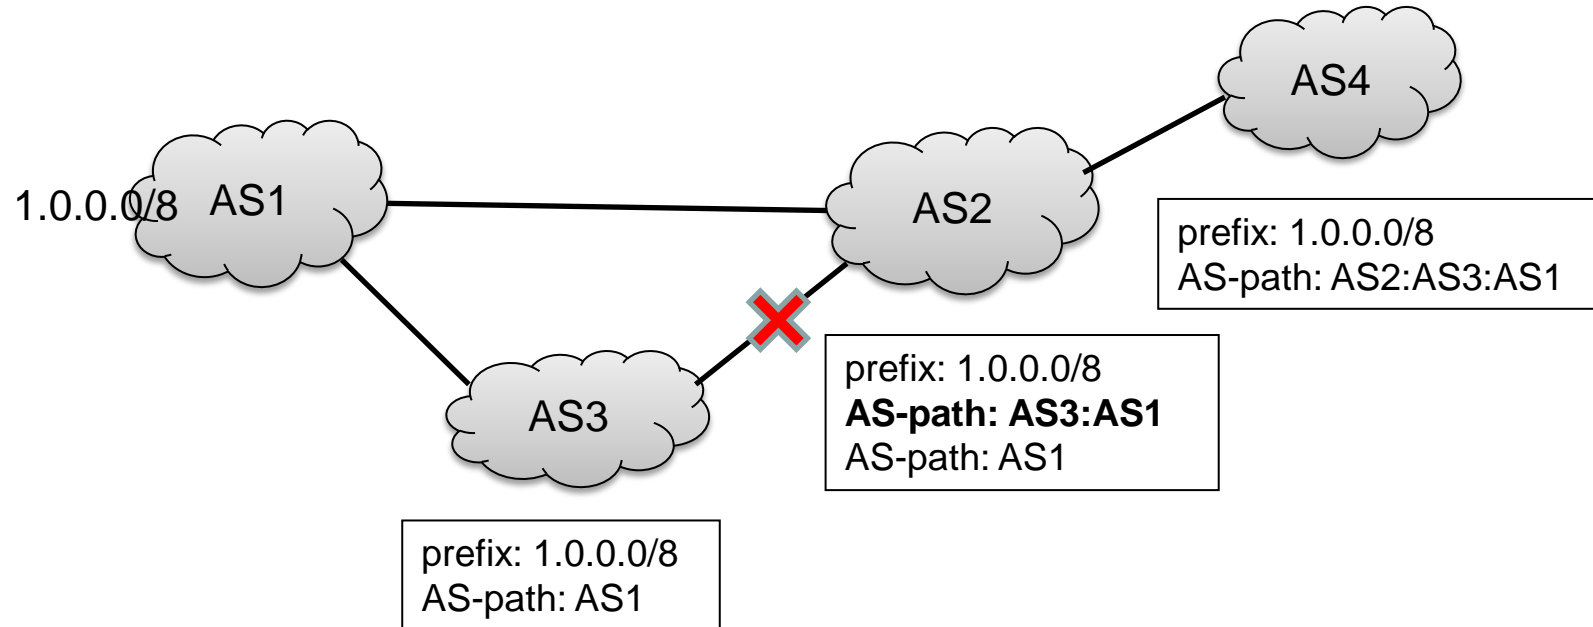 AS4
1.0.0.0/8
AS1
AS2
prefix: 1.0.0.0/8
AS-path: AS2:AS3:AS1
prefix: 1.0.0.0/8
AS-path: AS3:AS1
AS-path: AS1
AS3
prefix: 1.0.0.0/8
AS-path: AS1